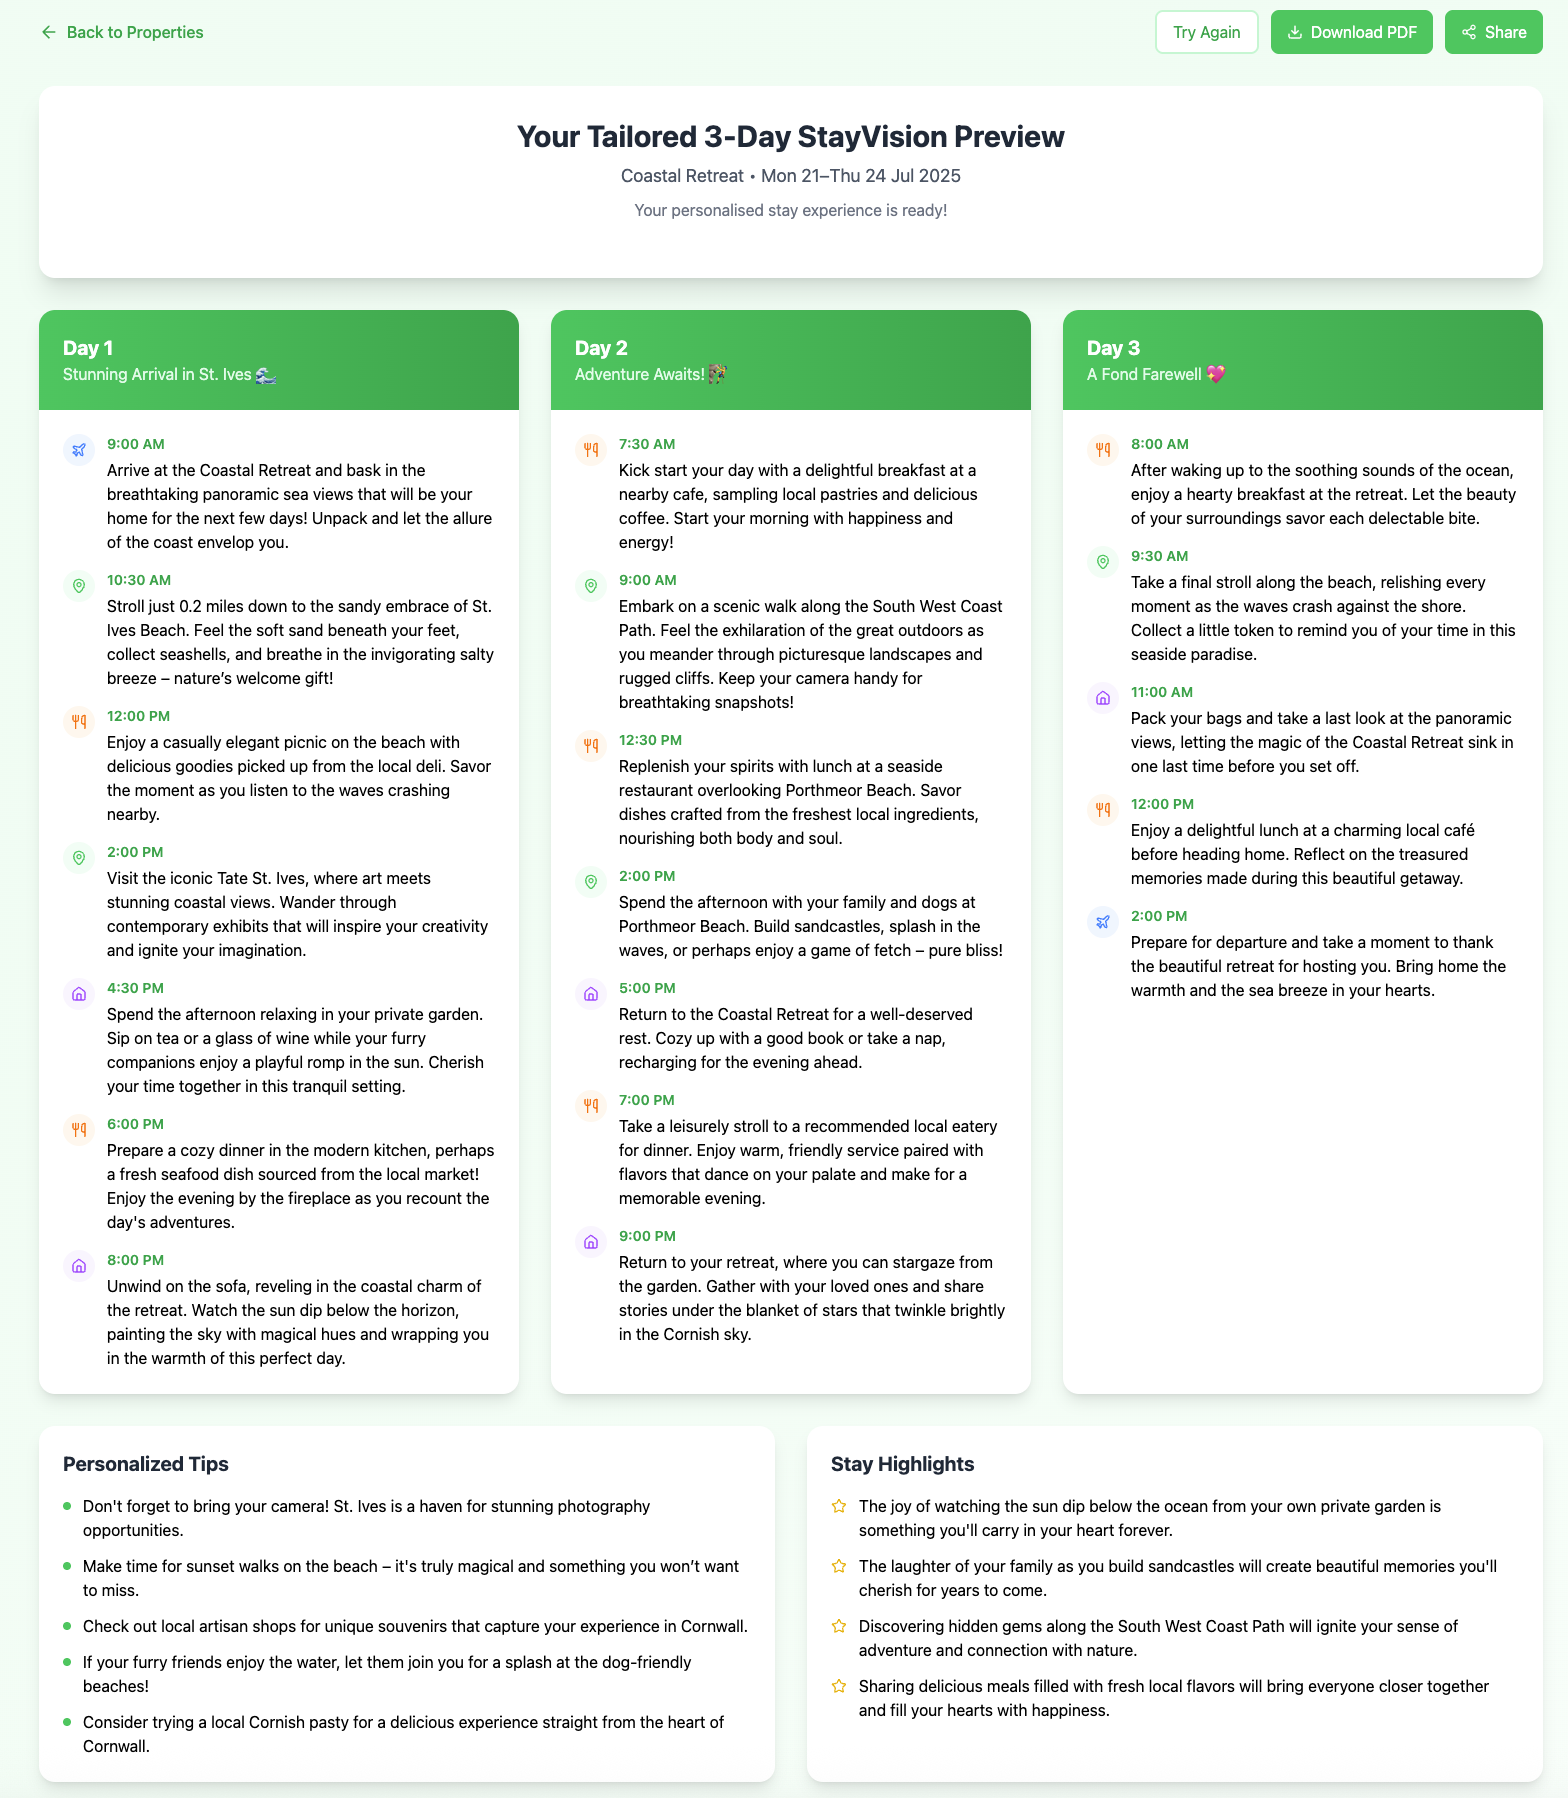 Back to Properties
Try Again
Download PDF
Share
Your Tailored 3-Day StayVision Preview
Coastal Retreat • Mon 21–Thu 24 Jul 2025
Your personalised stay experience is ready!
Day 1
Stunning Arrival in St. Ives 🌊
9:00 AM
Arrive at the Coastal Retreat and bask in the
breathtaking panoramic sea views that will be your
home for the next few days! Unpack and let the allure
of the coast envelop you.
10:30 AM
Stroll just 0.2 miles down to the sandy embrace of St.
Ives Beach. Feel the soft sand beneath your feet,
collect seashells, and breathe in the invigorating salty
breeze – nature’s welcome gift!
12:00 PM
Enjoy a casually elegant picnic on the beach with
delicious goodies picked up from the local deli. Savor
the moment as you listen to the waves crashing
nearby.
2:00 PM
Visit the iconic Tate St. Ives, where art meets
stunning coastal views. Wander through
contemporary exhibits that will inspire your creativity
and ignite your imagination.
4:30 PM
Spend the afternoon relaxing in your private garden.
Sip on tea or a glass of wine while your furry
companions enjoy a playful romp in the sun. Cherish
your time together in this tranquil setting.
6:00 PM
Prepare a cozy dinner in the modern kitchen, perhaps
a fresh seafood dish sourced from the local market!
Enjoy the evening by the fireplace as you recount the
day's adventures.
8:00 PM
Unwind on the sofa, reveling in the coastal charm of
the retreat. Watch the sun dip below the horizon,
painting the sky with magical hues and wrapping you
in the warmth of this perfect day.
Day 2
Adventure Awaits!
7:30 AM
Kick start your day with a delightful breakfast at a
nearby cafe, sampling local pastries and delicious
coffee. Start your morning with happiness and
energy!
9:00 AM
Embark on a scenic walk along the South West Coast
Path. Feel the exhilaration of the great outdoors as
you meander through picturesque landscapes and
rugged cliffs. Keep your camera handy for
breathtaking snapshots!
12:30 PM
Replenish your spirits with lunch at a seaside
restaurant overlooking Porthmeor Beach. Savor
dishes crafted from the freshest local ingredients,
nourishing both body and soul.
2:00 PM
Spend the afternoon with your family and dogs at
Porthmeor Beach. Build sandcastles, splash in the
waves, or perhaps enjoy a game of fetch – pure bliss!
5:00 PM
Return to the Coastal Retreat for a well-deserved
rest. Cozy up with a good book or take a nap,
recharging for the evening ahead.
7:00 PM
Take a leisurely stroll to a recommended local eatery
for dinner. Enjoy warm, friendly service paired with
flavors that dance on your palate and make for a
memorable evening.
9:00 PM
Return to your retreat, where you can stargaze from
the garden. Gather with your loved ones and share
stories under the blanket of stars that twinkle brightly
in the Cornish sky.
Day 3
A Fond Farewell 💖
8:00 AM
After waking up to the soothing sounds of the ocean,
enjoy a hearty breakfast at the retreat. Let the beauty
of your surroundings savor each delectable bite.
9:30 AM
Take a final stroll along the beach, relishing every
moment as the waves crash against the shore.
Collect a little token to remind you of your time in this
seaside paradise.
11:00 AM
Pack your bags and take a last look at the panoramic
views, letting the magic of the Coastal Retreat sink in
one last time before you set off.
12:00 PM
Enjoy a delightful lunch at a charming local café
before heading home. Reflect on the treasured
memories made during this beautiful getaway.
2:00 PM
Prepare for departure and take a moment to thank
the beautiful retreat for hosting you. Bring home the
warmth and the sea breeze in your hearts.
Personalized Tips
Don't forget to bring your camera! St. Ives is a haven for stunning photography
opportunities.
Make time for sunset walks on the beach – it's truly magical and something you won’t want
to miss.
Check out local artisan shops for unique souvenirs that capture your experience in Cornwall.
If your furry friends enjoy the water, let them join you for a splash at the dog-friendly
beaches!
Consider trying a local Cornish pasty for a delicious experience straight from the heart of
Cornwall.
Stay Highlights
The joy of watching the sun dip below the ocean from your own private garden is
something you'll carry in your heart forever.
The laughter of your family as you build sandcastles will create beautiful memories you'll
cherish for years to come.
Discovering hidden gems along the South West Coast Path will ignite your sense of
adventure and connection with nature.
Sharing delicious meals filled with fresh local flavors will bring everyone closer together
and fill your hearts with happiness.